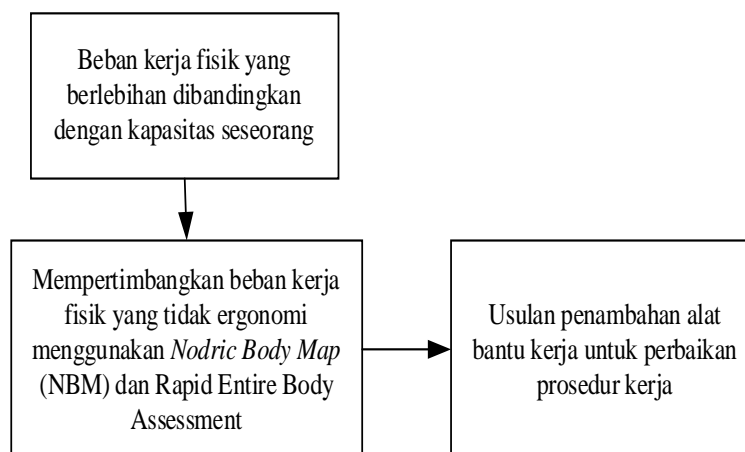 Beban kerja fisik yang
berlebihan dibandingkan
dengan kapasitas seseorang
Mempertimbangkan beban kerja
fisik yang tidak ergonomi
menggunakan Nodric Body Map
(NBM) dan Rapid Entire Body
Assessment
Usulan penambahan alat
bantu kerja untuk perbaikan
prosedur kerja